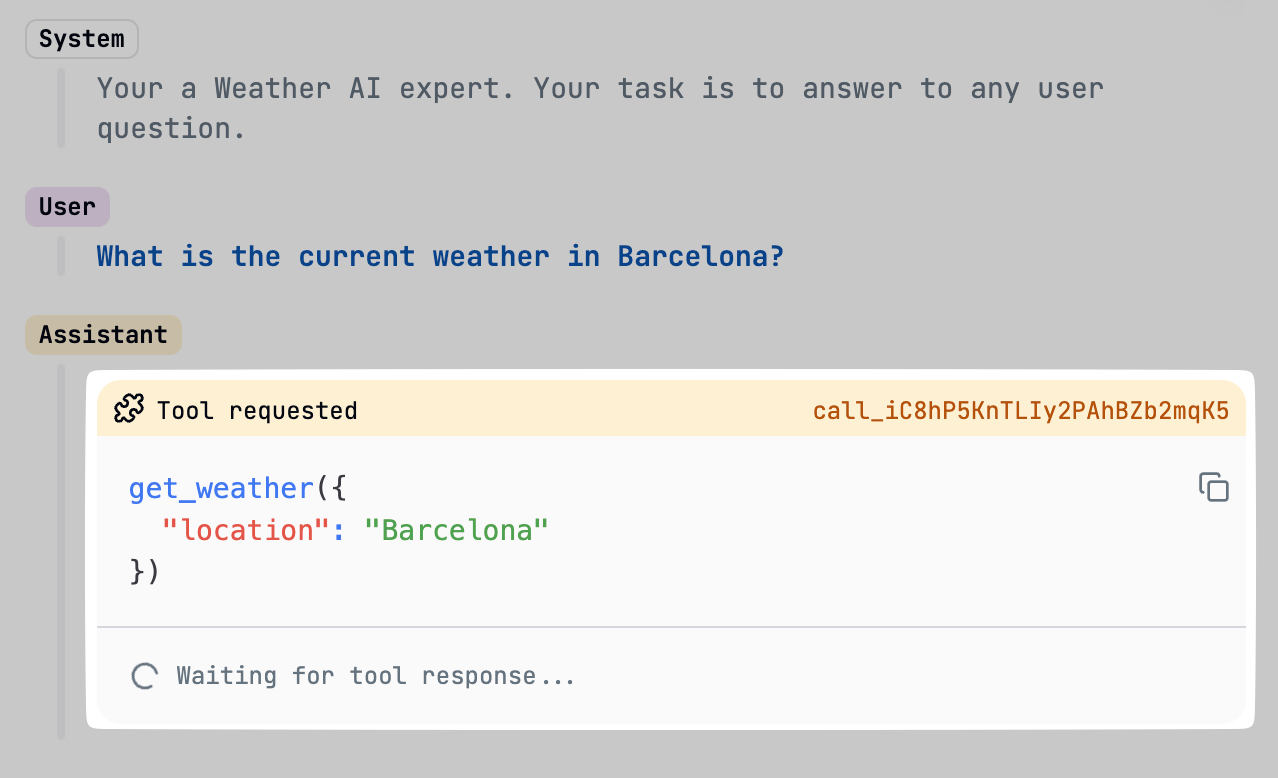 System
Your a Weather AI expert. Your task is to answer to any user
question.
User
What is the current weather in Barcelona?
Assistant
Tool requested
call_iC8hP5KnTLIy2PAhBZb2mqK5
get_weather({
"location": "Barcelona"
})
Waiting for tool response...